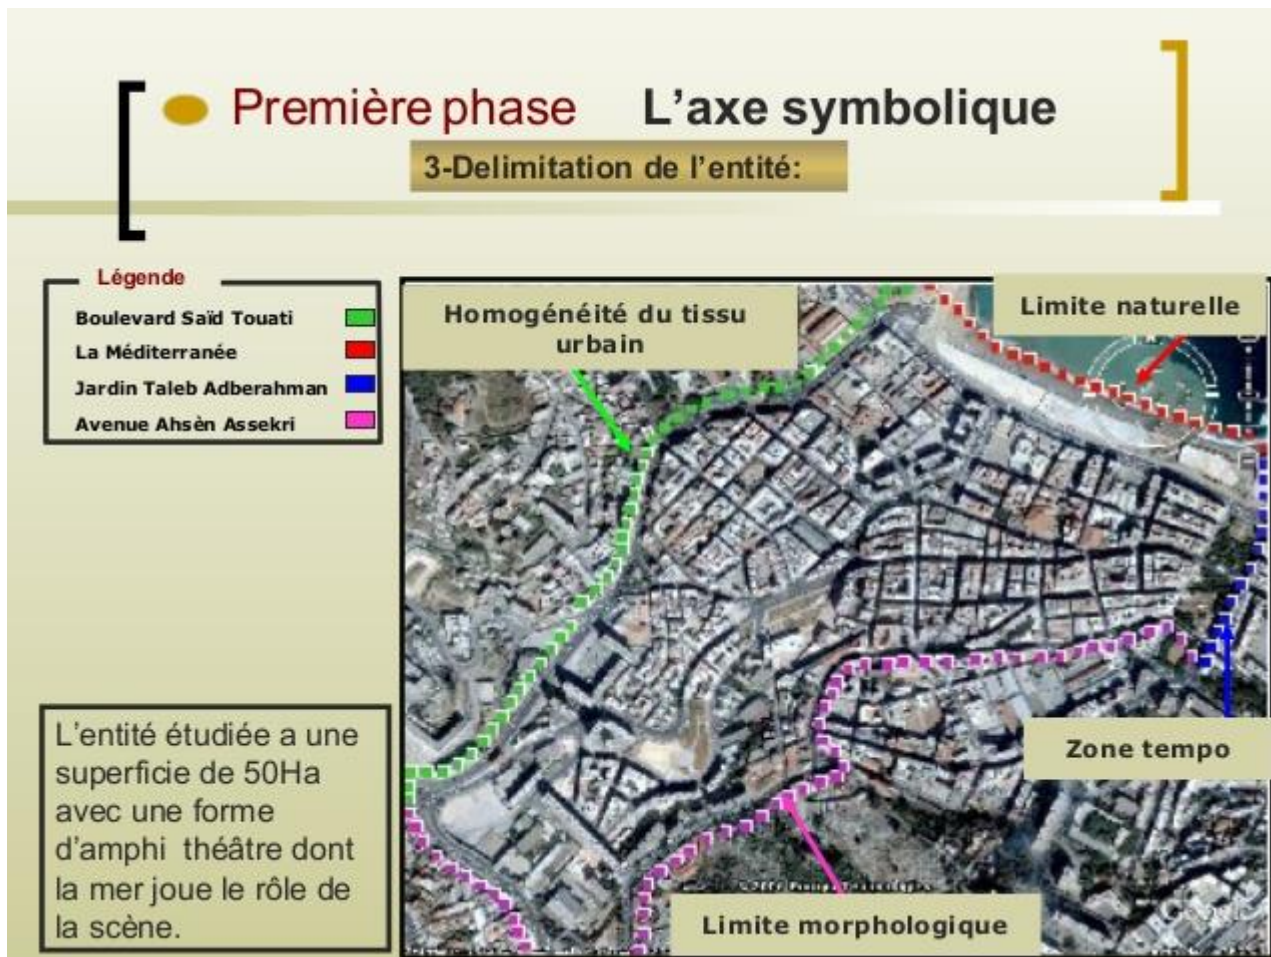 Première phase L’axe symbolique
3-Delimitation de l’entité:
Légende
Boulevard Saïd Touati
La Méditerranée
Jardin Taleb Adberahman
Avenue Ahsèn Assekri
Homogénéité du tissu
urbain
Limite naturelle
Zone tempo
Limite morphologique
L’entité étudiée a une
superficie de 50Ha
avec une forme
d’amphi théâtre dont
la mer joue le rôle de
la scène.